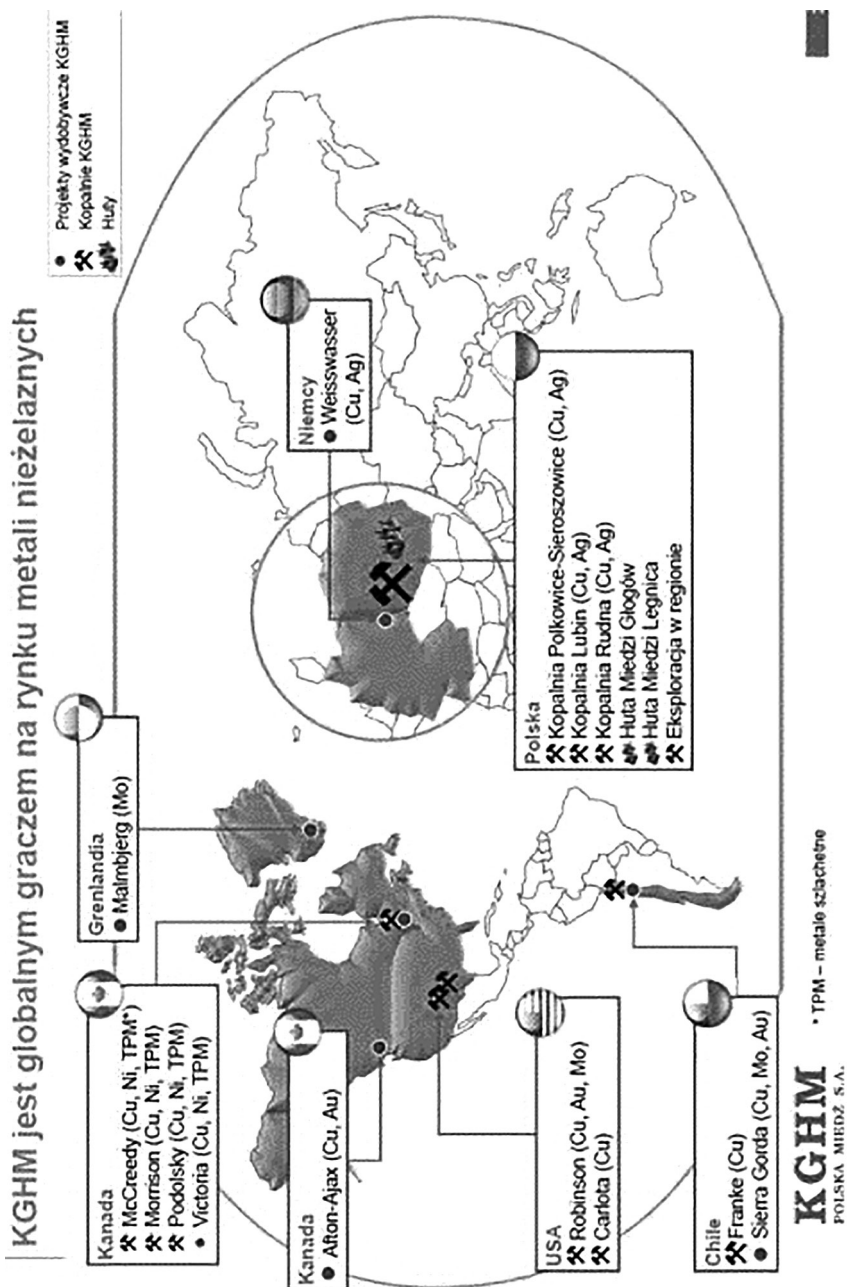 KGHM jest globalnym graczem na rynku metali nieżelaznych
Projekty wydobywcze KGHM
Kopalnie KGHM
Huty
Kanada
McCreedy (Cu, Ni, TPM*)
Morrison (Cu, Ni, TPM)
Podolsky (Cu, Ni, TPM)
Victoria (Cu, Ni, TPM)
Grenlandia
Malmbjerg (Mo)
Niemcy
Weisswasser
(Cu, Ag)
Kanada
Afton-Ajax (Cu, Au)
USA
Robinson (Cu, Au, Mo)
Carlota (Cu)
Polska
Kopalnia Polkowice-Sieroszowice (Cu, Ag)
Kopalnia Lubin (Cu, Ag)
Kopalnia Rudna (Cu, Ag)
Huta Miedzi Głogów
Huta Miedzi Legnica
Eksploracja w regionie
Chile
Franke (Cu)
Sierra Gorda (Cu, Mo, Au)
KGHM
POLSKA MIEDŹ S.A.
* TPM – metale szlachetne